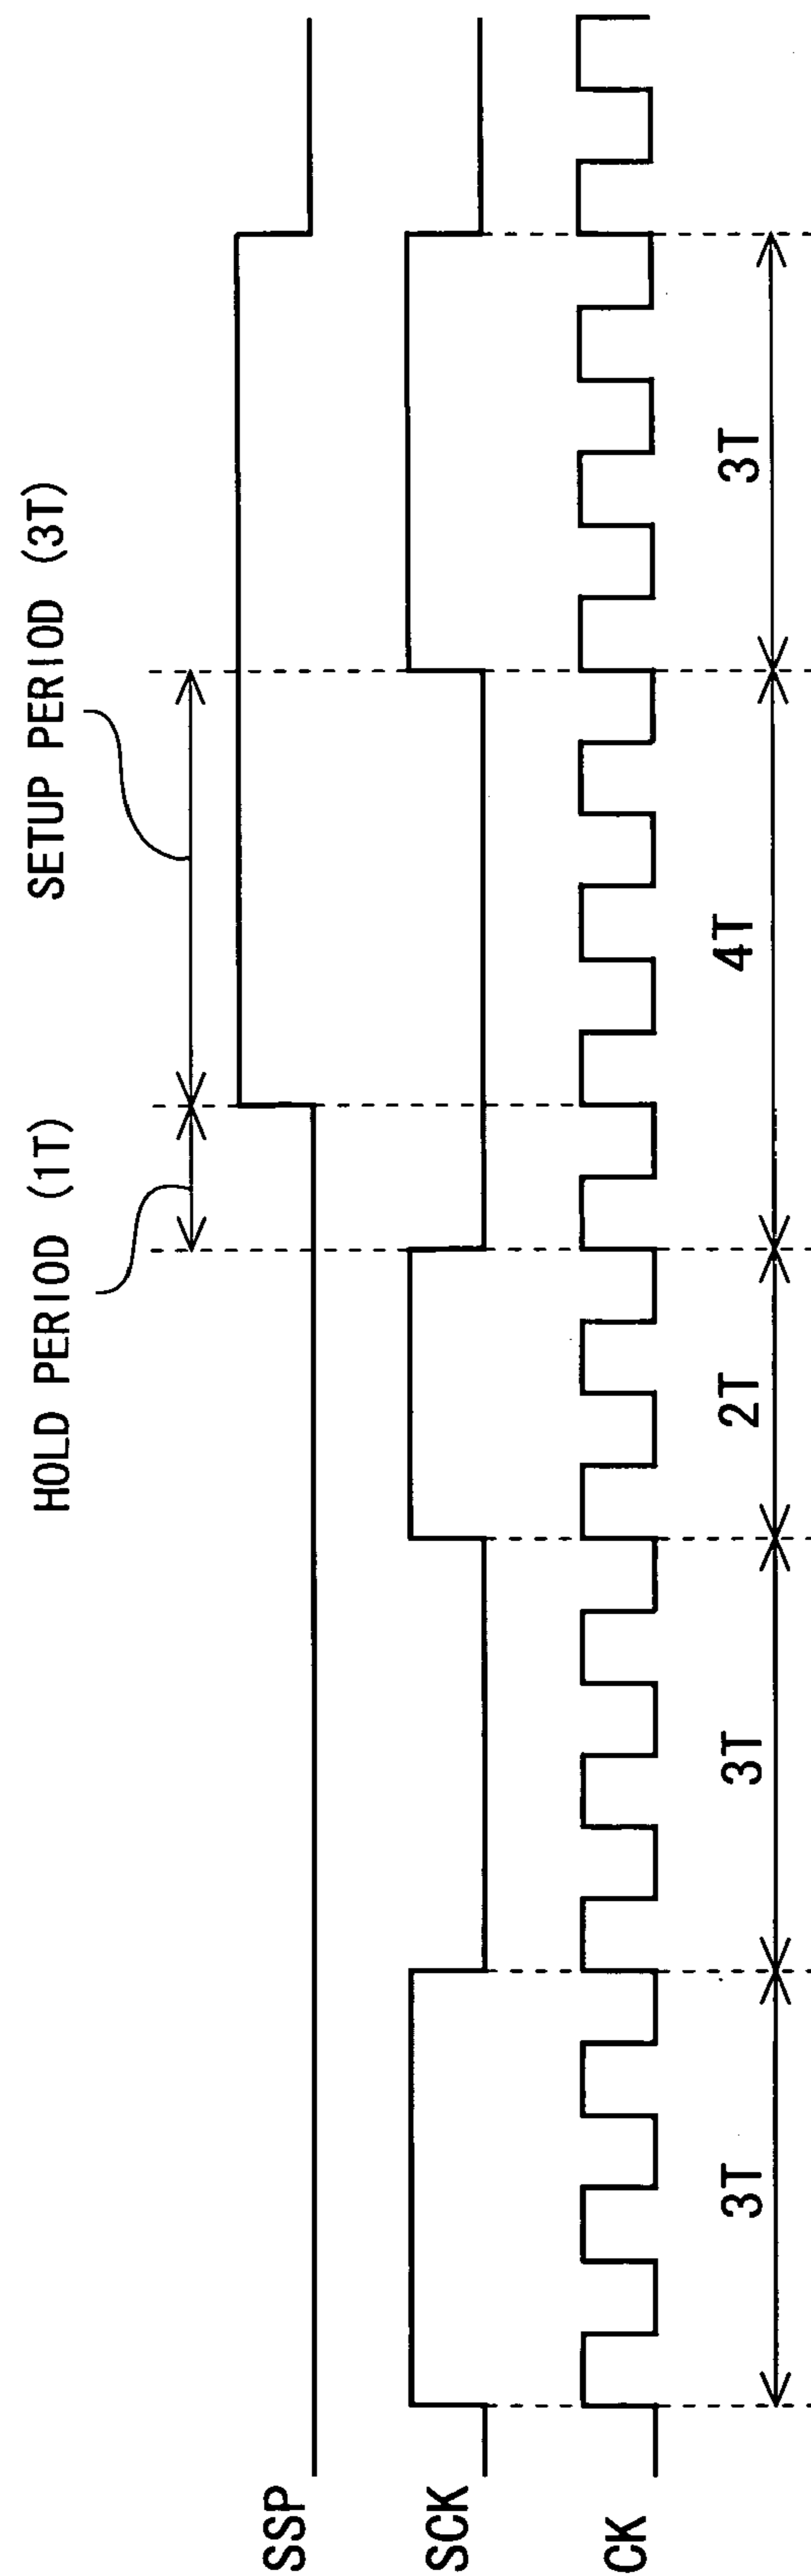 HOLD PERIOD (1T)
SETUP PERIOD (3T)
SSP
SCK
CK
3T
3T
2T
4T
3T